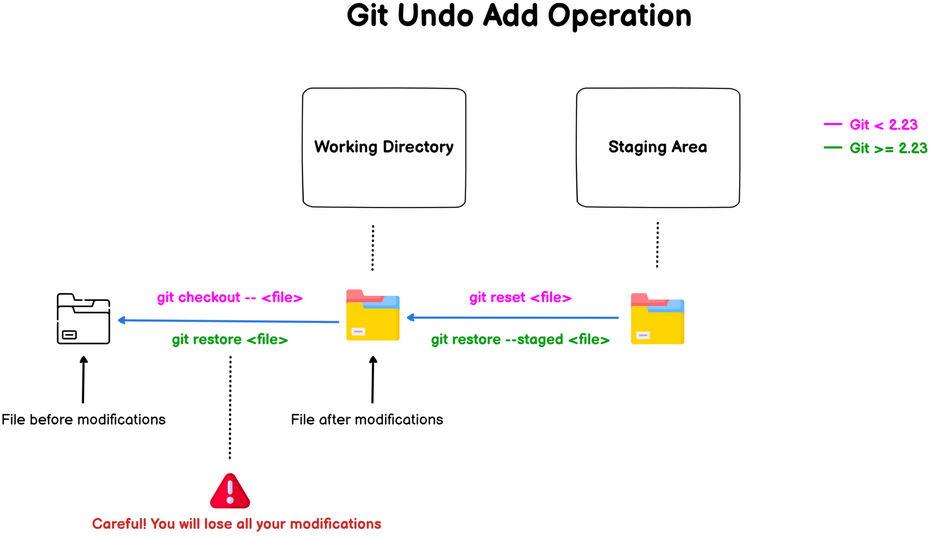 Git Undo Add Operation
Working Directory
Staging Area
Git < 2.23
Git >= 2.23
git checkout -- <file>
git reset <file>
git restore <file>
git restore --staged <file>
File before modifications
File after modifications
Careful! You will lose all your modifications